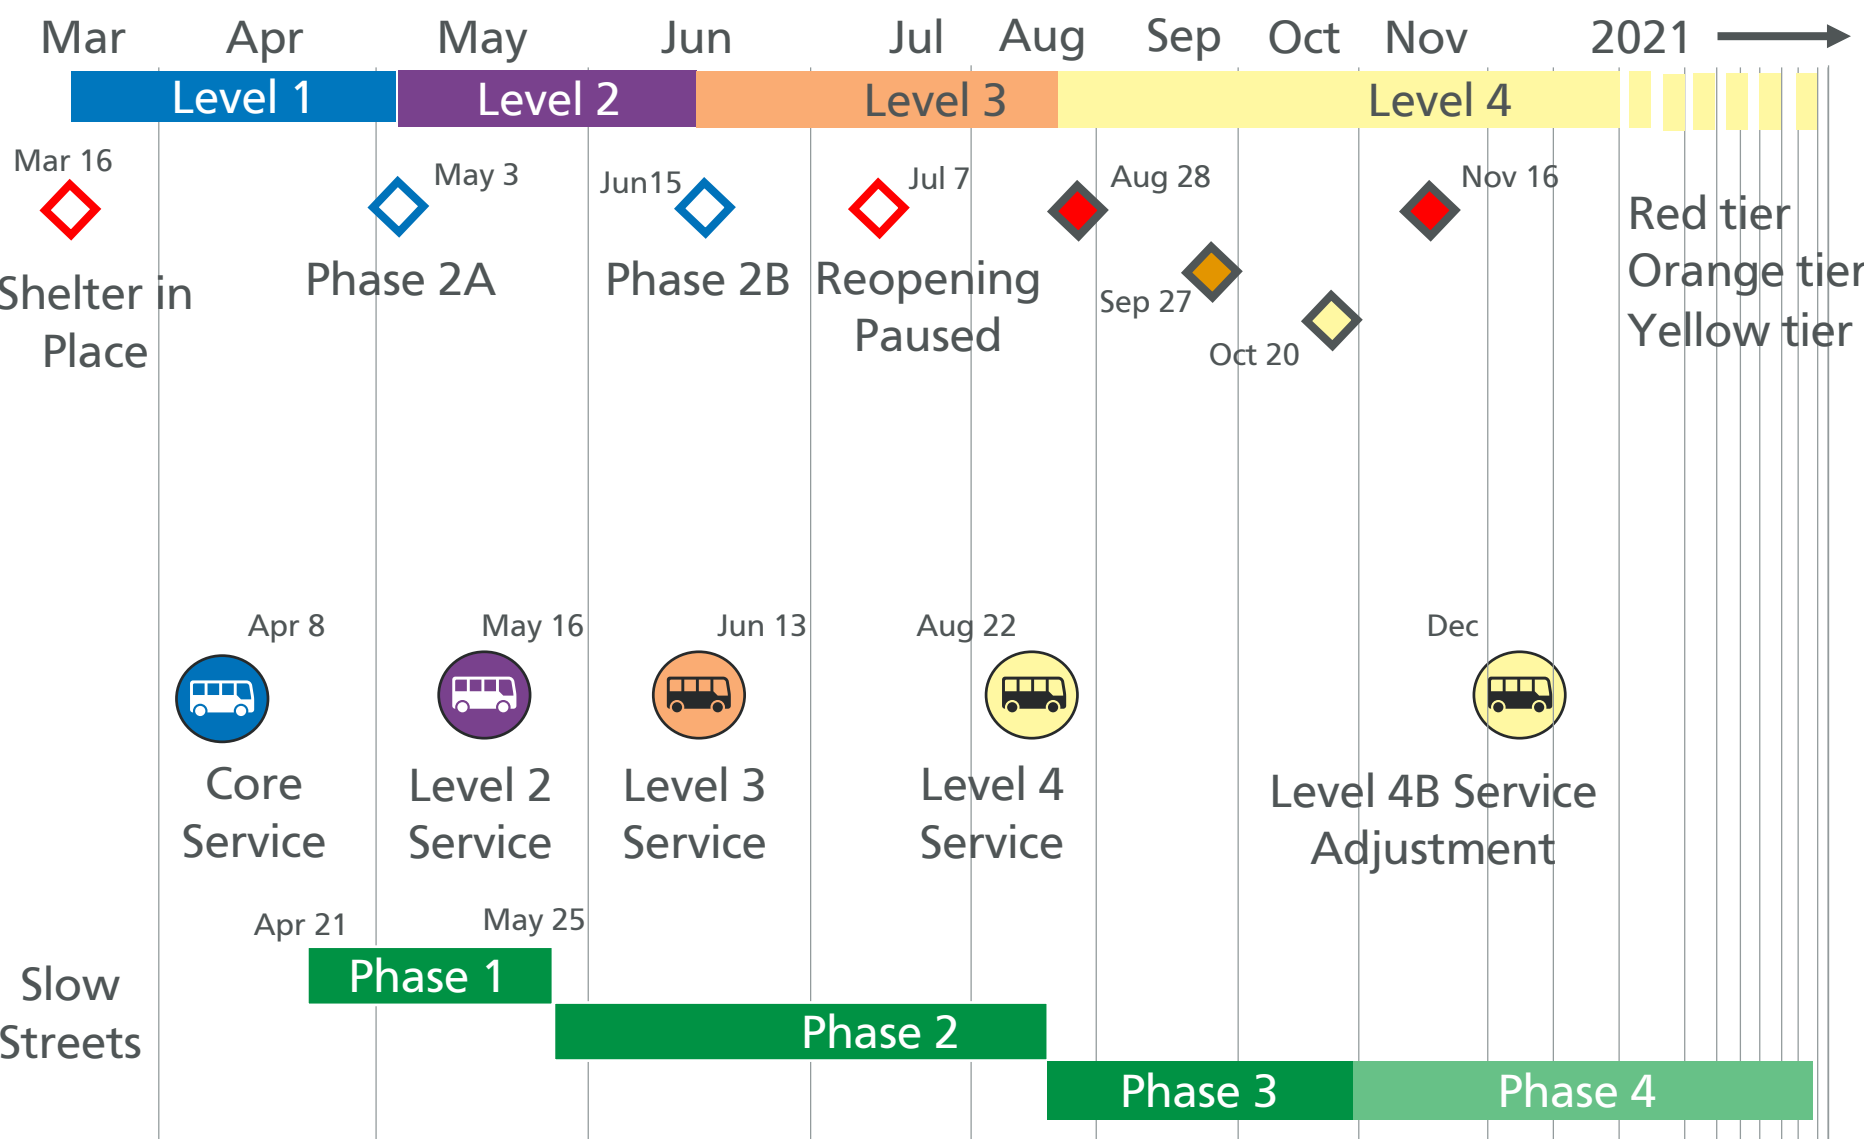 Mar Apr May Jun Jul Aug Sep Oct Nov 2021
Level 1 Level 2 Level 3 Level 4
Mar 16
May 3
Jun15
Jul 7
Aug 28
Nov 16
Shelter in
Place
Phase 2A
Phase 2B
Reopening
Paused
Sep 27
Oct 20
Red tier
Orange tier
Yellow tier
Apr 8
May 16
Jun 13
Aug 22
Dec
Core
Service
Level 2
Service
Level 3
Service
Level 4
Service
Level 4B Service
Adjustment
Apr 21
May 25
Slow
Streets
Phase 1
Phase 2
Phase 3
Phase 4